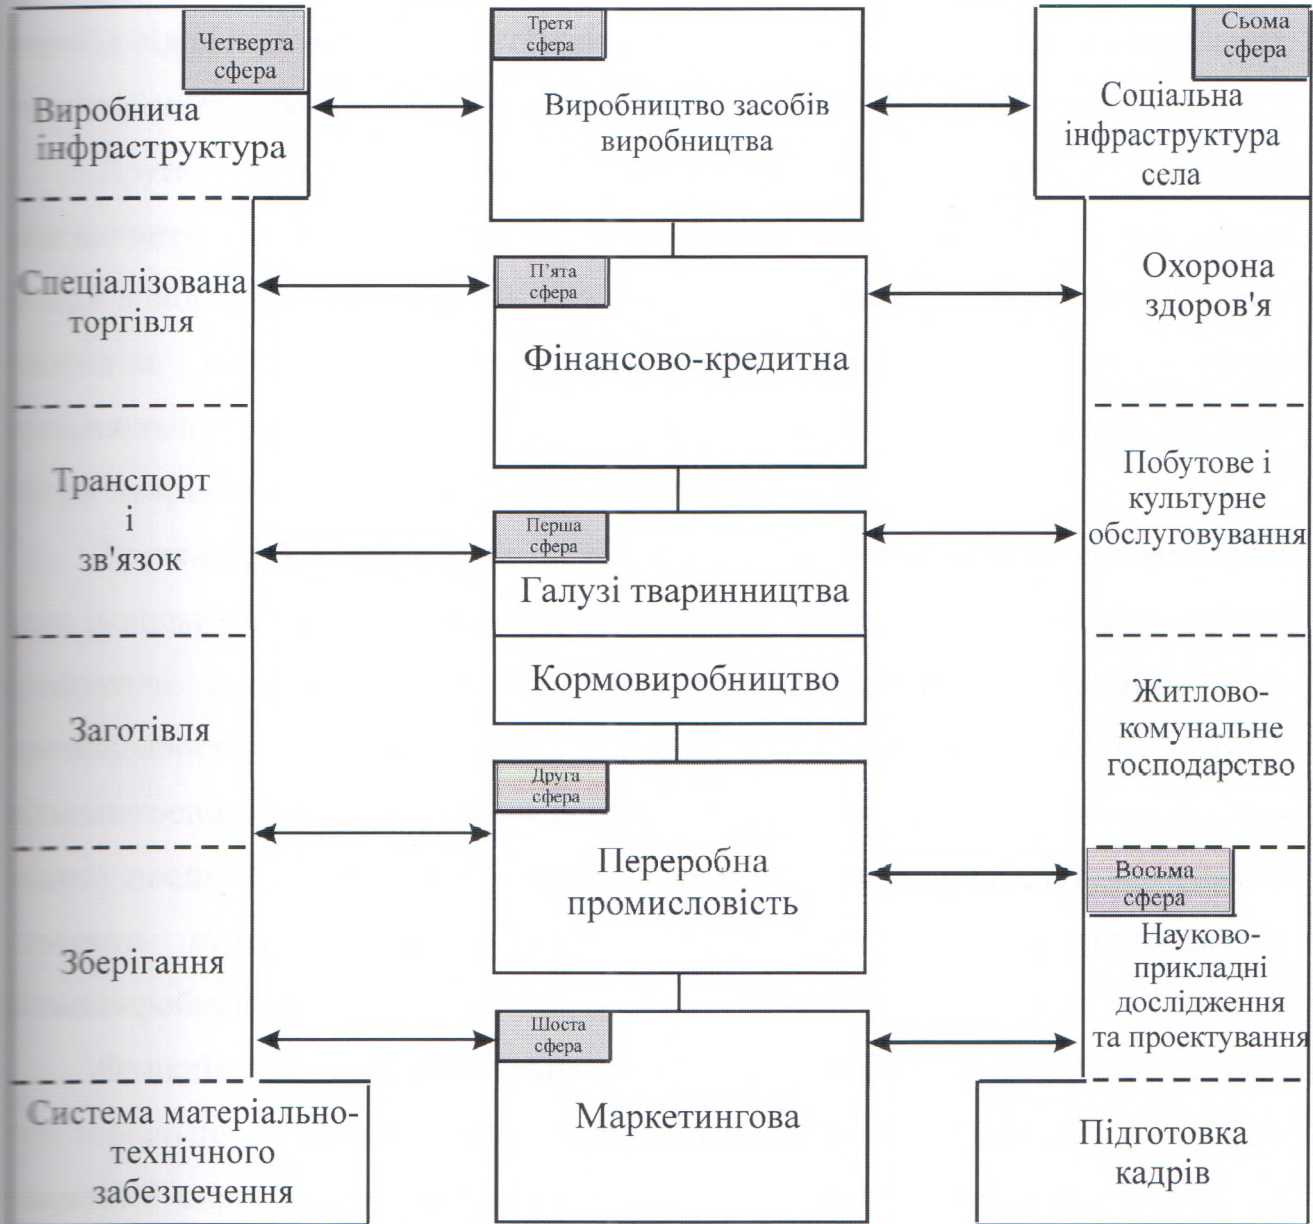 Четверта
сфера
Виробнича
інфраструктура
Спеціалізована
торгівля
Транспорт
і
зв'язок
Заготівля
Зберігання
Система матеріально-
технічного
забезпечення
Третя
сфера
Виробництво засобів
виробництва
П'ята
сфера
Фінансово-кредитна
Перша
сфера
Галузі тваринництва
Кормовиробництво
Друга
сфера
Переробна
промисловість
Шоста
сфера
Маркетингова
Сьома
сфера
Соціальна
інфраструктура
села
Охорона
здоров'я
Побутове і
культурне
обслуговування
Житлово-
комунальне
господарство
Восьма
сфера
Науково-
прикладні
дослідження
та проектування
Підготовка
кадрів